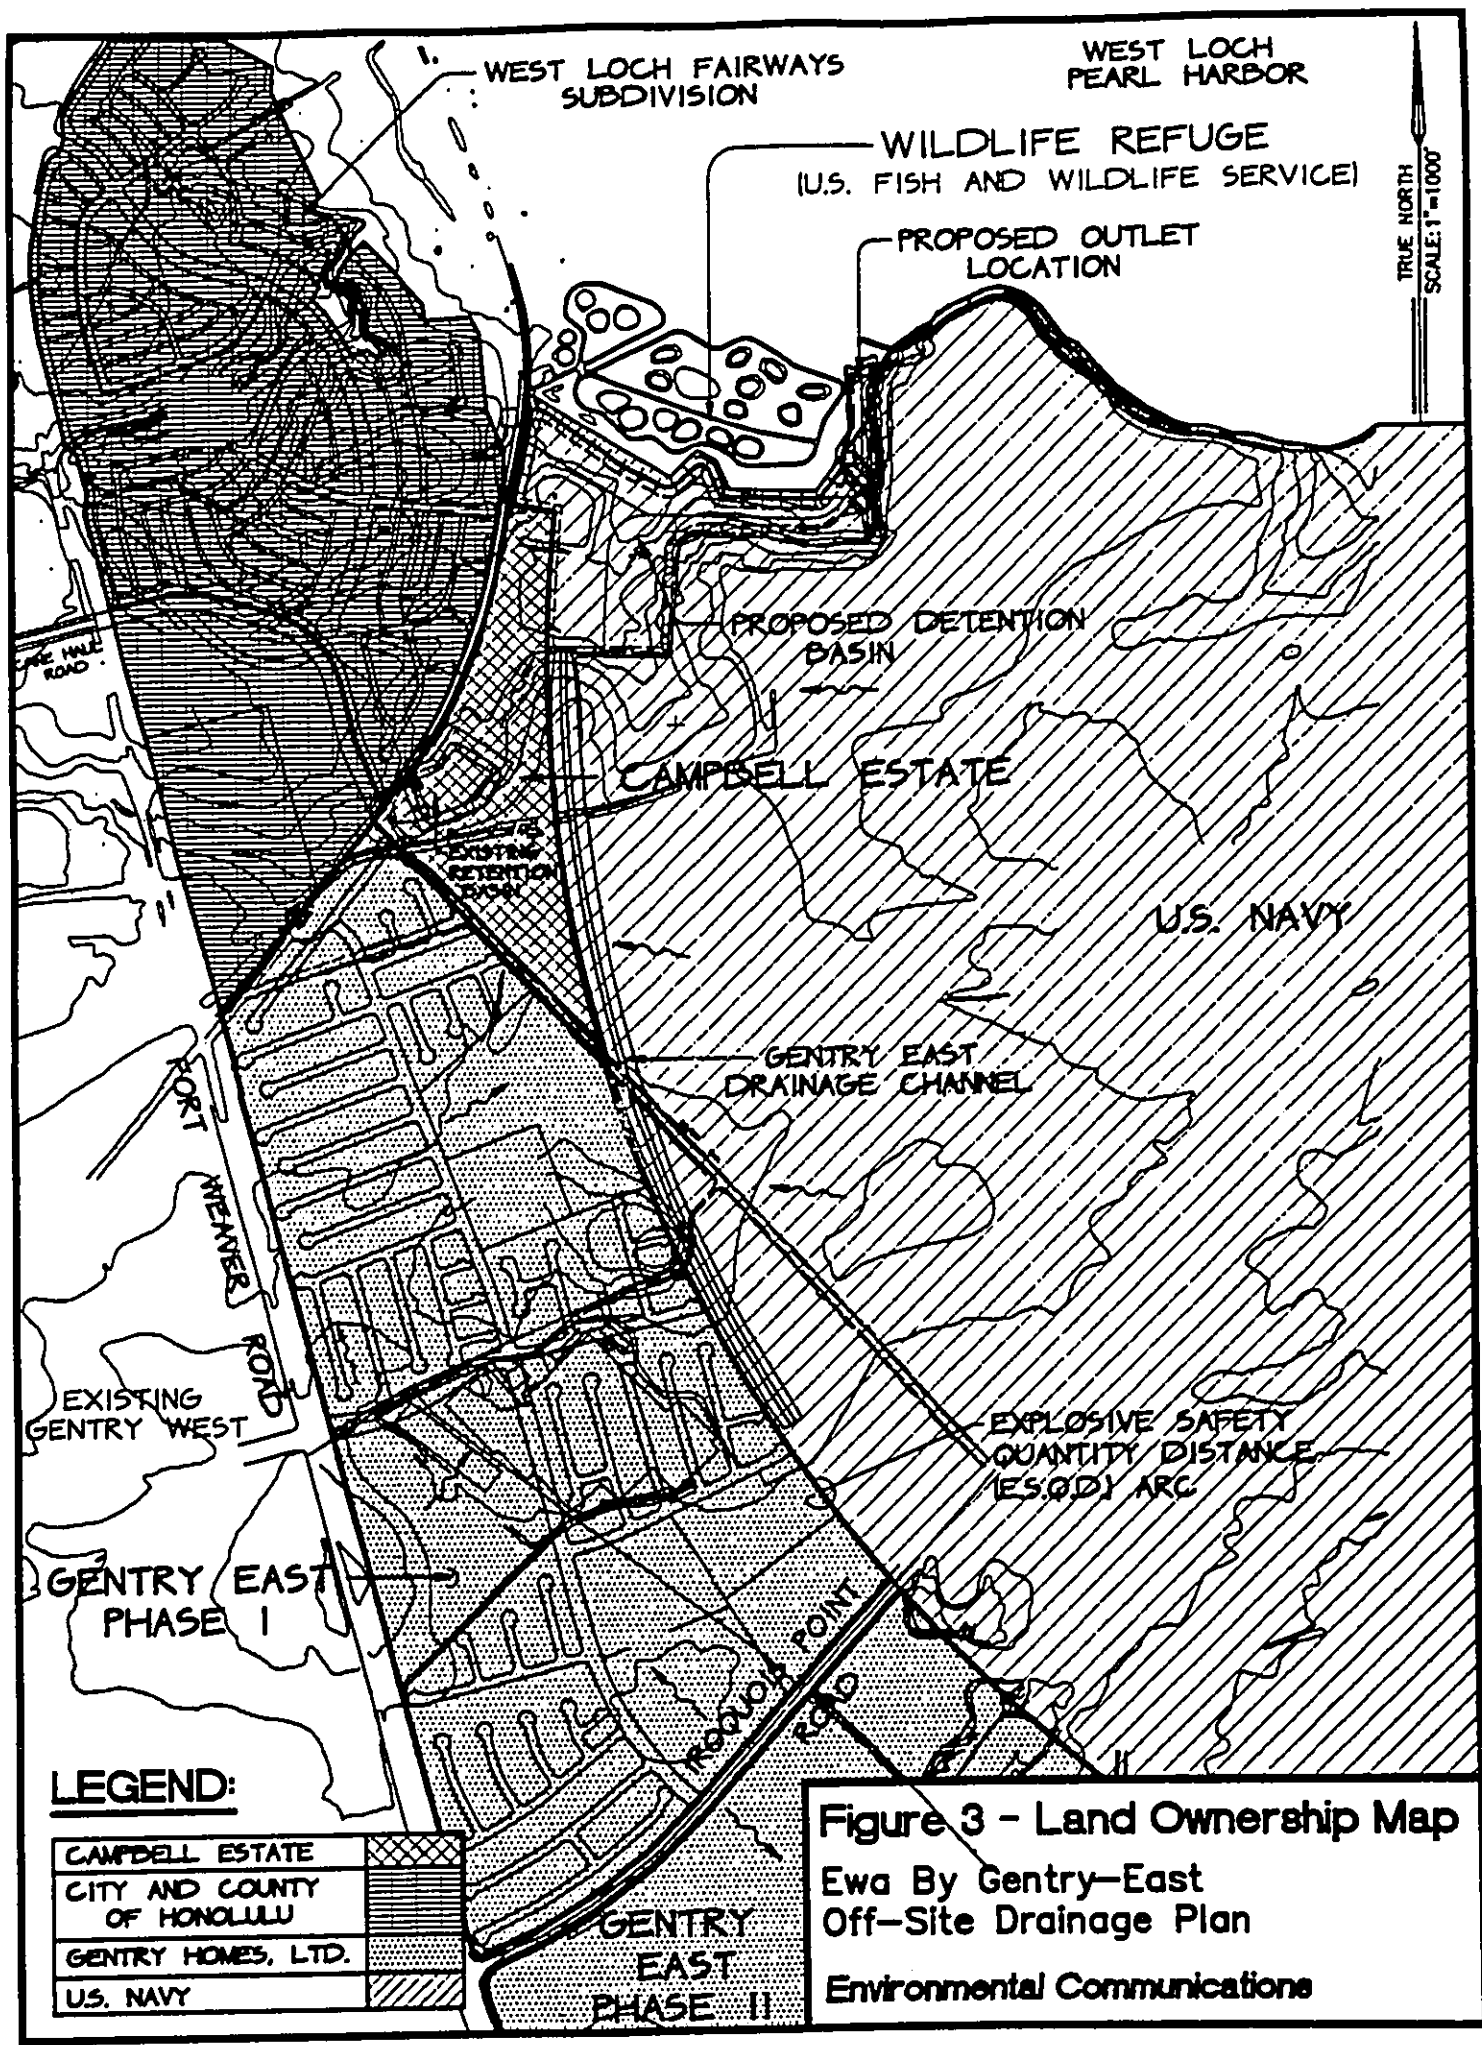 WEST LOCH FAIRWAYS
SUBDIVISION
WEST LOCH
PEARL HARBOR
WILDLIFE REFUGE
(U.S. FISH AND WILDLIFE SERVICE)
PROPOSED OUTLET
LOCATION
TRUE NORTH
SCALE: 1"=1000'
PROPOSED DETENTION
BASIN
ROAD
CAMPBELL ESTATE
EXISTING
RETENTION
BASIN
U.S. NAVY
GENTRY EAST
DRAINAGE CHANNEL
FORT
WEAVER
ROAD
EXISTING
GENTRY WEST
EXPLOSIVE SAFETY
QUANTITY DISTANCE
(E.S.Q.D.) ARC
GENTRY EAST
PHASE I
IROQUOIS POINT
ROAD
GENTRY
EAST
PHASE II
LEGEND:
CAMPBELL ESTATE
CITY AND COUNTY
OF HONOLULU
GENTRY HOMES, LTD.
U.S. NAVY
Figure 3 - Land Ownership Map
Ewa By Gentry-East
Off-Site Drainage Plan
Environmental Communications